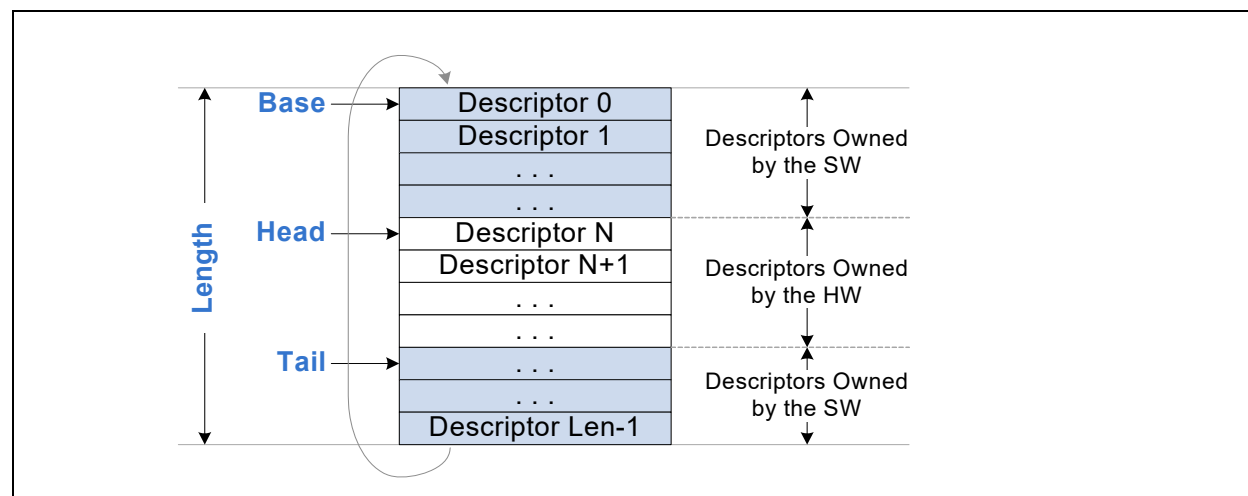 Base
Descriptor 0
Descriptor 1
. . .
. . .
Descriptors Owned
by the SW
Length
Head
Descriptor N
Descriptor N+1
. . .
. . .
Descriptors Owned
by the HW
Tail
. . .
. . .
Descriptor Len-1
Descriptors Owned
by the SW